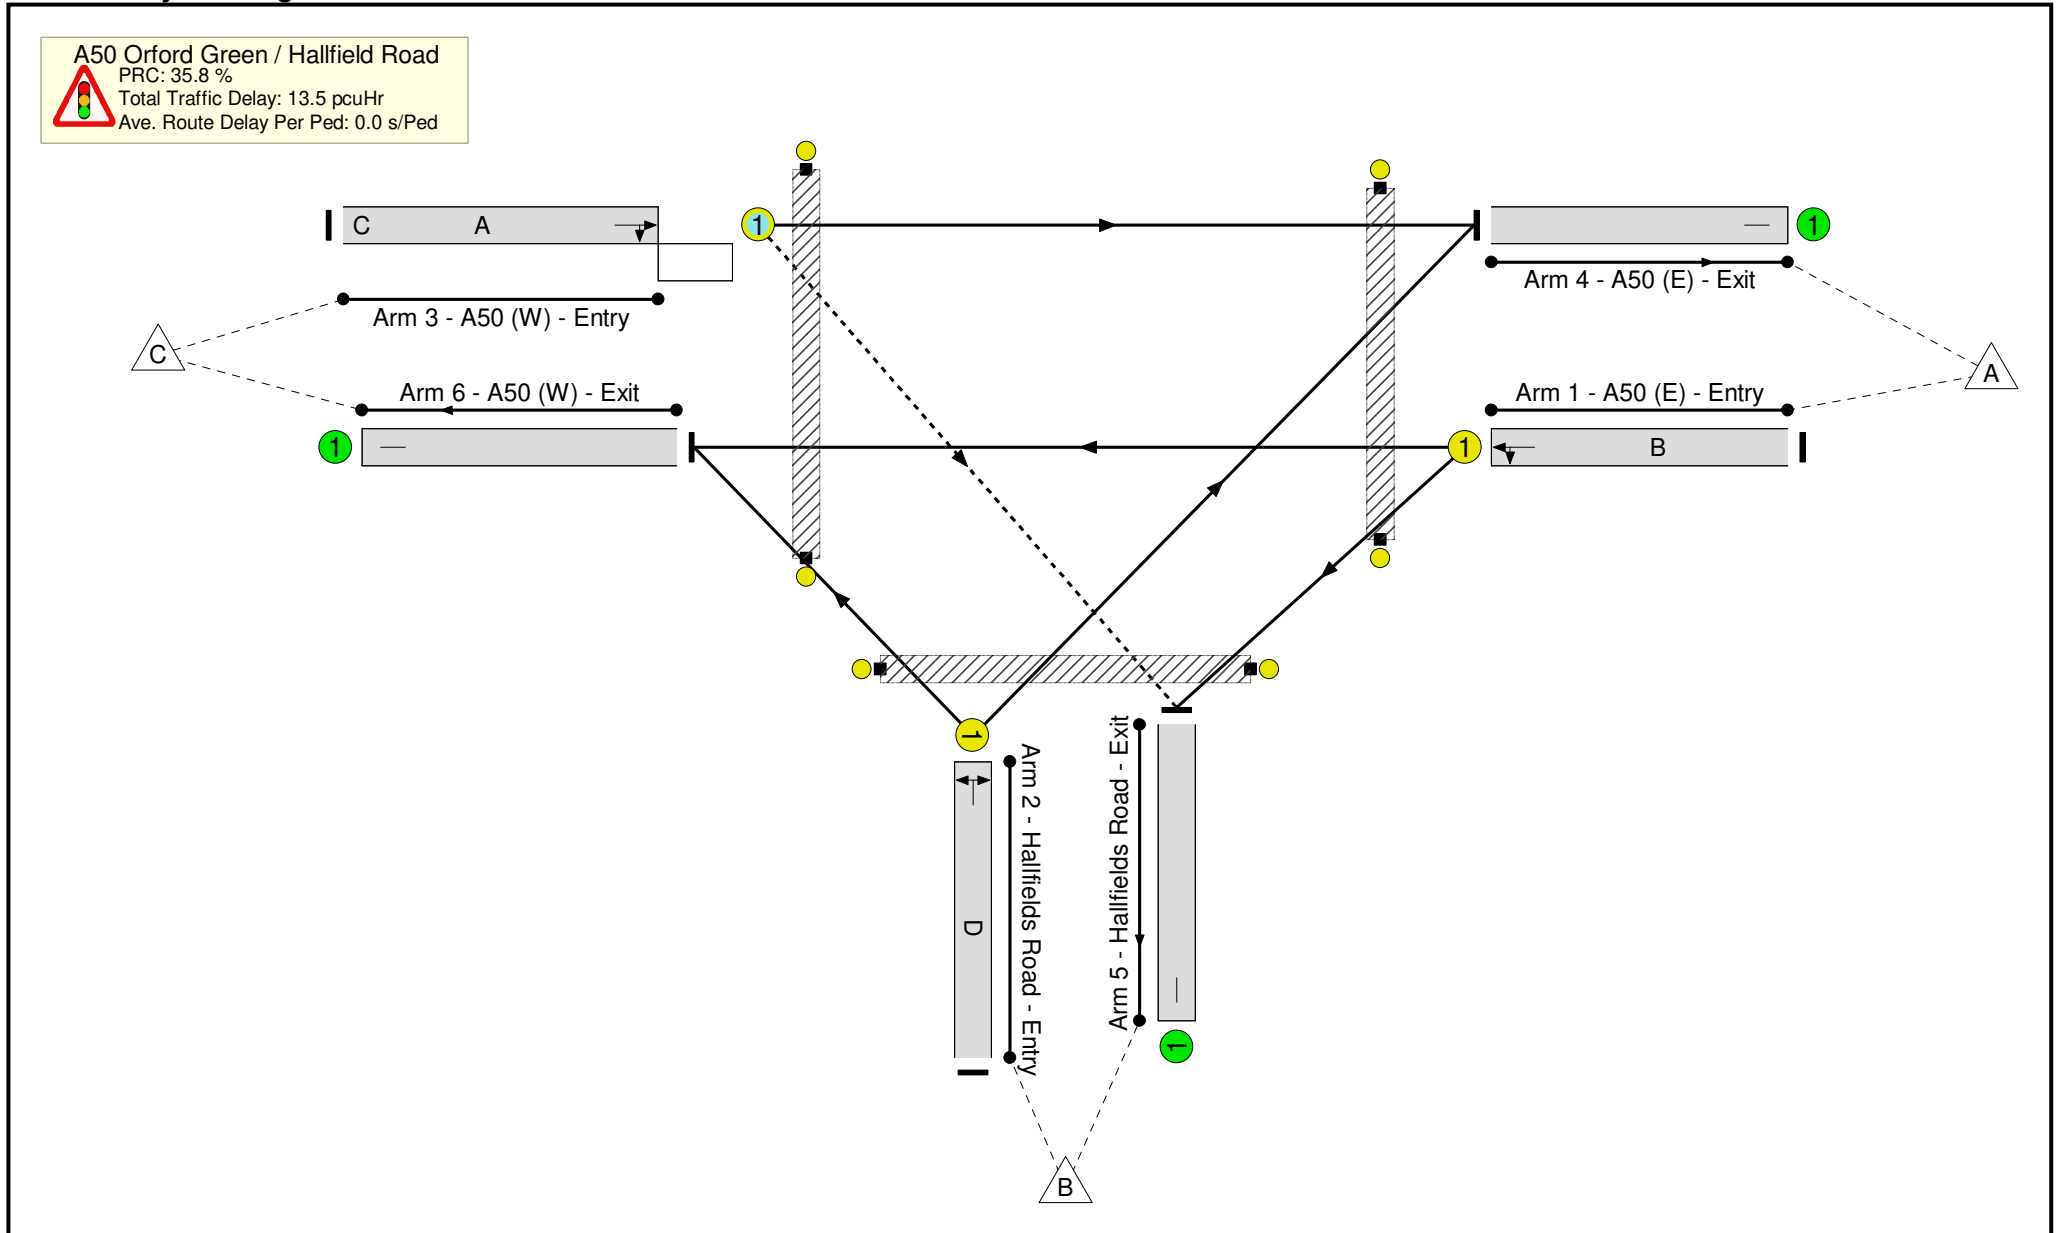 A50 Orford Green / Hallfield Road
PRC: 35.8 %
Total Traffic Delay: 13.5 pcuHr
Ave. Route Delay Per Ped: 0.0 s/Ped
C A
1
1
Arm 3 - A50 (W) - Entry
Arm 4 - A50 (E) - Exit
C
A
Arm 6 - A50 (W) - Exit
Arm 1 - A50 (E) - Entry
1
1
B
1
Arm 2 - Hallfields Road - Entry
Arm 5 - Hallfields Road - Exit
D
1
B